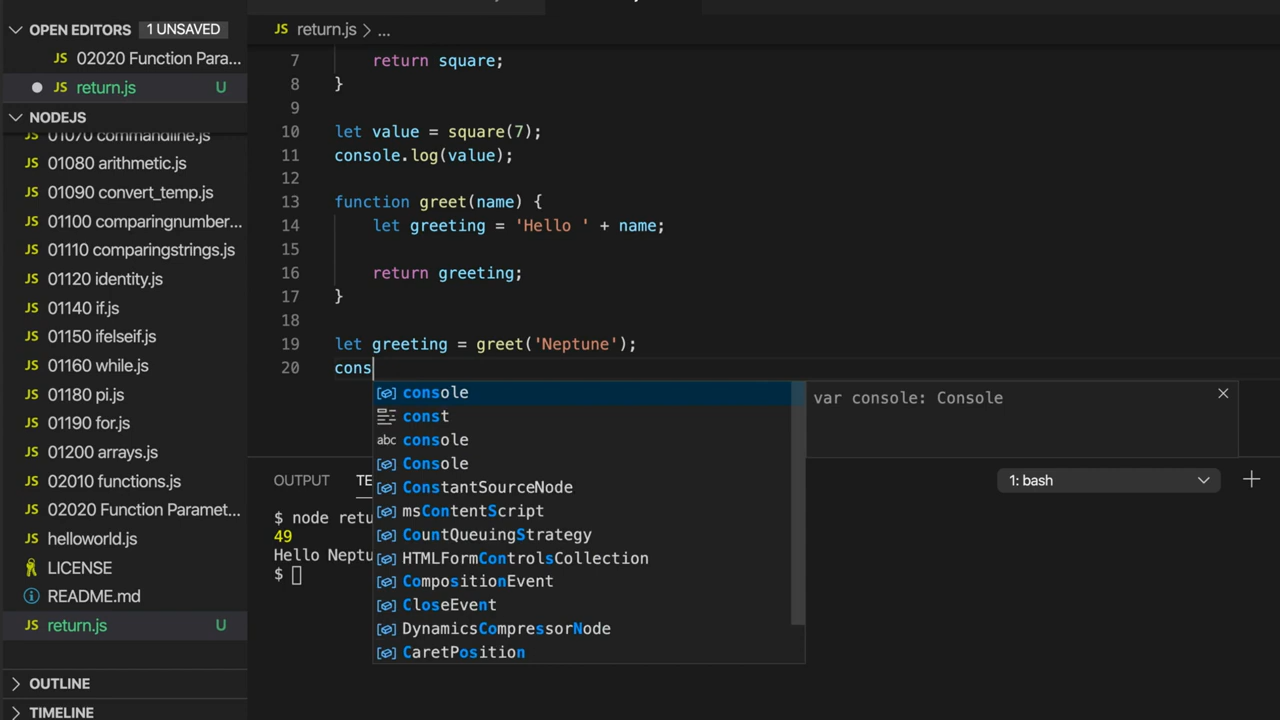 OPEN EDITORS 1 UNSAVED
JS 02020 Function Para...
JS return.js U
NODEJS
JS 01070 commandline.js
JS 01080 arithmetic.js
JS 01090 convert_temp.js
JS 01100 comparingnumber...
JS 01110 comparingstrings.js
JS 01120 identity.js
JS 01140 if.js
JS 01150 ifelseif.js
JS 01160 while.js
JS 01180 pi.js
JS 01190 for.js
JS 01200 arrays.js
JS 02010 functions.js
JS 02020 Function Paramet...
JS helloworld.js
LICENSE
README.md
JS return.js U
OUTLINE
TIMELINE
JS return.js > ...
7 return square;
8 }
9
10 let value = square(7);
11 console.log(value);
12
13 function greet(name) {
14 let greeting = 'Hello ' + name;
15
16 return greeting;
17 }
18
19 let greeting = greet('Neptune');
20 cons
console
const
abc console
Console
ConstantSourceNode
msContentScript
CountQueuingStrategy
HTMLFormControlsCollection
CompositionEvent
CloseEvent
DynamicsCompressorNode
CaretPosition
var console: Console
OUTPUT TE
1: bash
$ node retu
49
Hello Neptu
$